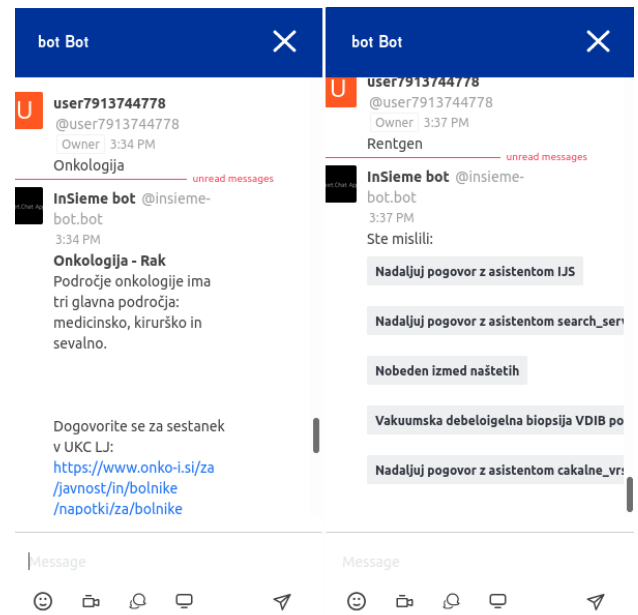 bot Bot
U
user7913744778
@user7913744778
Owner 3:34 PM
Onkologija
unread messages
InSieme bot @insieme-
bot.bot
3:34 PM
Onkologija - Rak
Področje onkologije ima
tri glavna področja:
medicinsko, kirurško in
sevalno.
Dogovorite se za sestanek
v UKC LJ:
https://www.onko-i.si/za
/javnost/in/bolnike
/napotki/za/bolnike
Message
bot Bot
U
user7913744778
@user7913744778
Owner 3:37 PM
Rentgen
unread messages
InSieme bot @insieme-
bot.bot
3:37 PM
Ste mislili:
Nadaljuj pogovor z asistentom IJS
Nadaljuj pogovor z asistentom search_serv
Nobeden izmed naštetih
Vakuumska debeloigelna biopsija VDIB po
Nadaljuj pogovor z asistentom cakalne_vrs
Message